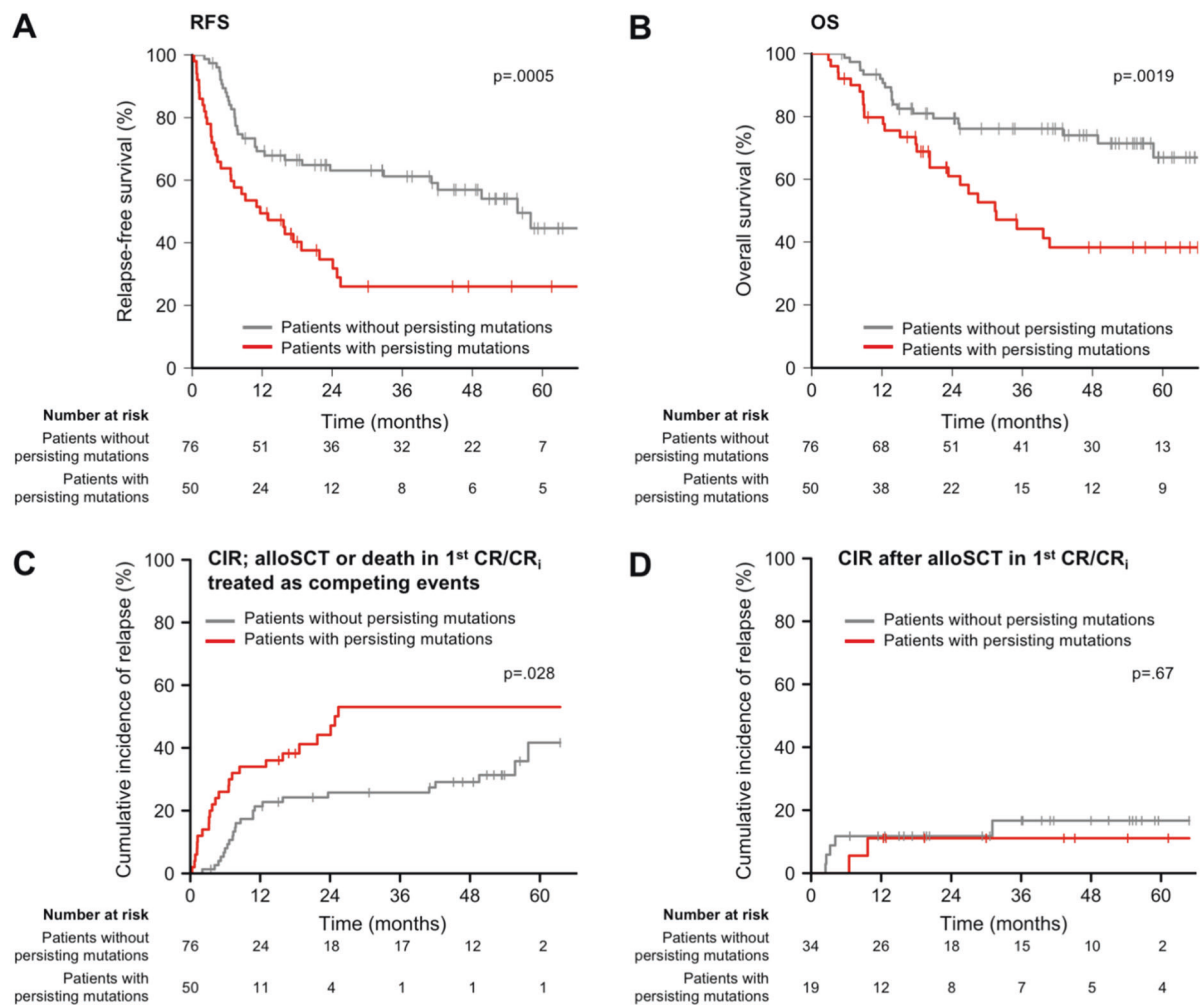 A
RFS
100
80
60
40
20
0
Relapse-free survival (%)
p=.0005
Patients without persisting mutations
Patients with persisting mutations
0 12 24 36 48 60
Time (months)
Number at risk
Patients without
persisting mutations
76 51 36 32 22 7
Patients with
persisting mutations
50 24 12 8 6 5
B
OS
100
80
60
40
20
0
Overall survival (%)
p=.0019
Patients without persisting mutations
Patients with persisting mutations
0 12 24 36 48 60
Time (months)
Number at risk
Patients without
persisting mutations
76 68 51 41 30 13
Patients with
persisting mutations
50 38 22 15 12 9
C
CIR; alloSCT or death in 1st CR/CRi
treated as competing events
100
80
60
40
20
0
Cumulative incidence of relapse (%)
Patients without persisting mutations
Patients with persisting mutations
p=.028
0 12 24 36 48 60
Time (months)
Number at risk
Patients without
persisting mutations
76 24 18 17 12 2
Patients with
persisting mutations
50 11 4 1 1 1
D
CIR after alloSCT in 1st CR/CRi
100
80
60
40
20
0
Cumulative incidence of relapse (%)
Patients without persisting mutations
Patients with persisting mutations
p=.67
0 12 24 36 48 60
Time (months)
Number at risk
Patients without
persisting mutations
34 26 18 15 10 2
Patients with
persisting mutations
19 12 8 7 5 4